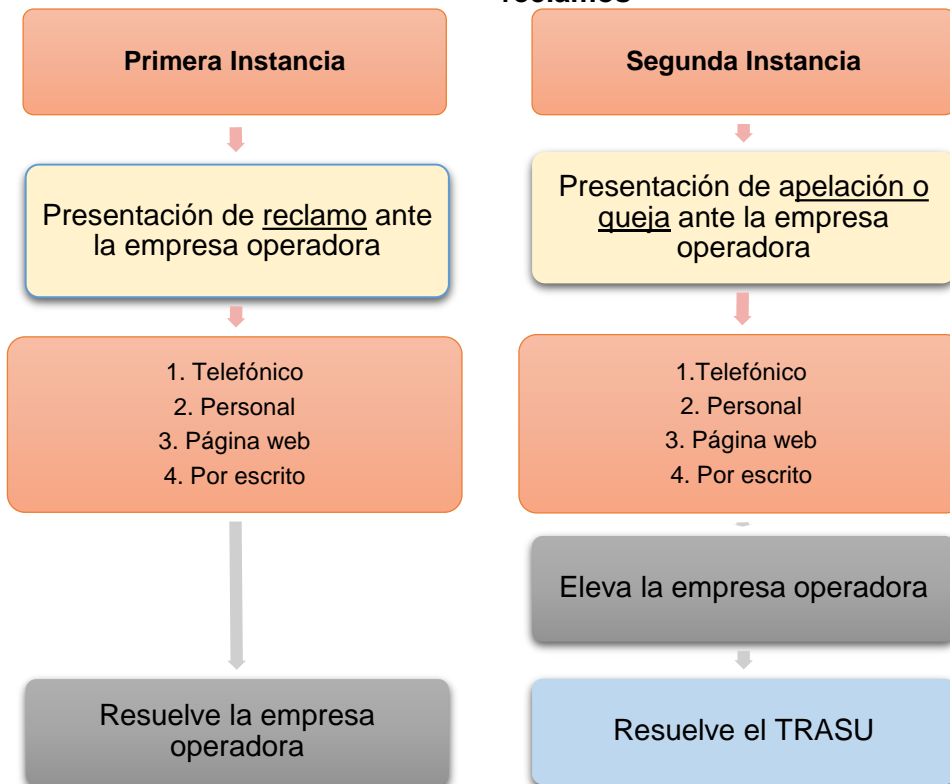 reclamos
Primera Instancia
Presentación de reclamo ante
la empresa operadora
1. Telefónico
2. Personal
3. Página web
4. Por escrito
Resuelve la empresa
operadora
Segunda Instancia
Presentación de apelación o
queja ante la empresa
operadora
1.Telefónico
2. Personal
3. Página web
4. Por escrito
Eleva la empresa operadora
Resuelve el TRASU